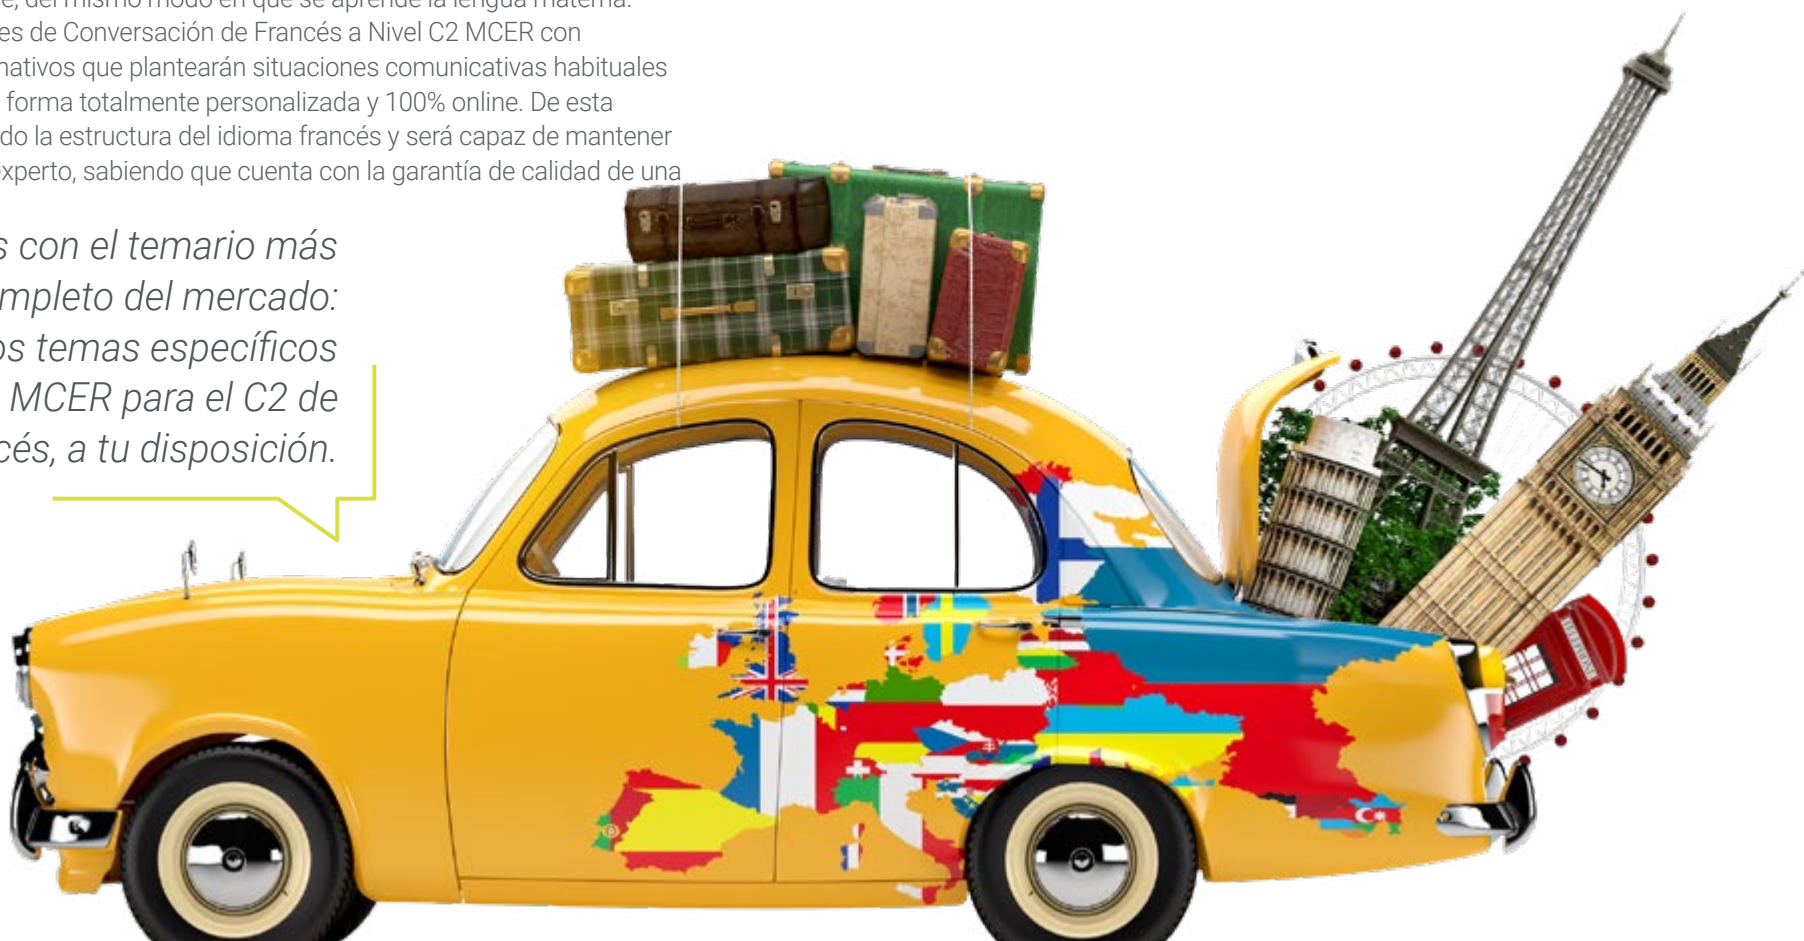 e, del mismo modo en que se aprende la lengua materna.
es de Conversación de Francés a Nivel C2 MCER con
nativos que plantearán situaciones comunicativas habituales
forma totalmente personalizada y 100% online. De esta
do la estructura del idioma francés y será capaz de mantener
experto, sabiendo que cuenta con la garantía de calidad de una
s con el temario más
mpleto del mercado:
os temas específicos
MCER para el C2 de
cés, a tu disposición.
TELEPHONE